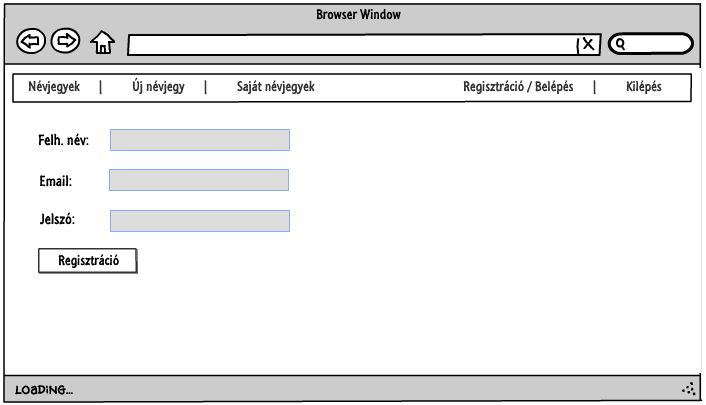 Browser Window
Névjegyek | Új névjegy | Saját névjegyek Regisztráció / Belépés | Kilépés
Felh. név:
Email:
Jelszó:
Regisztráció
LOADING...